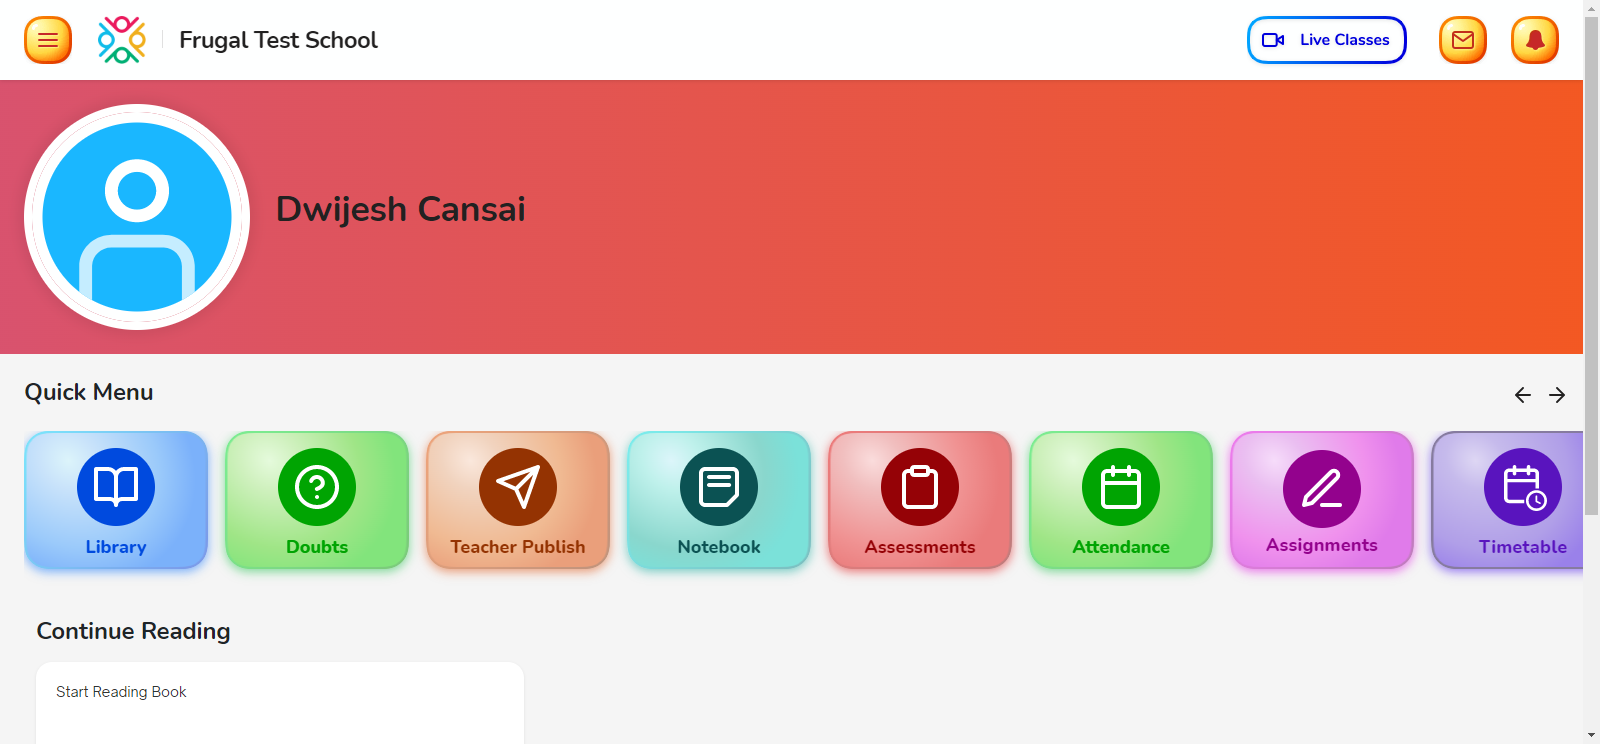 Frugal Test School
Live Classes
Dwijesh Cansai
Quick Menu
Library
Doubts
Teacher Publish
Notebook
Assessments
Attendance
Assignments
Timetable
Continue Reading
Start Reading Book